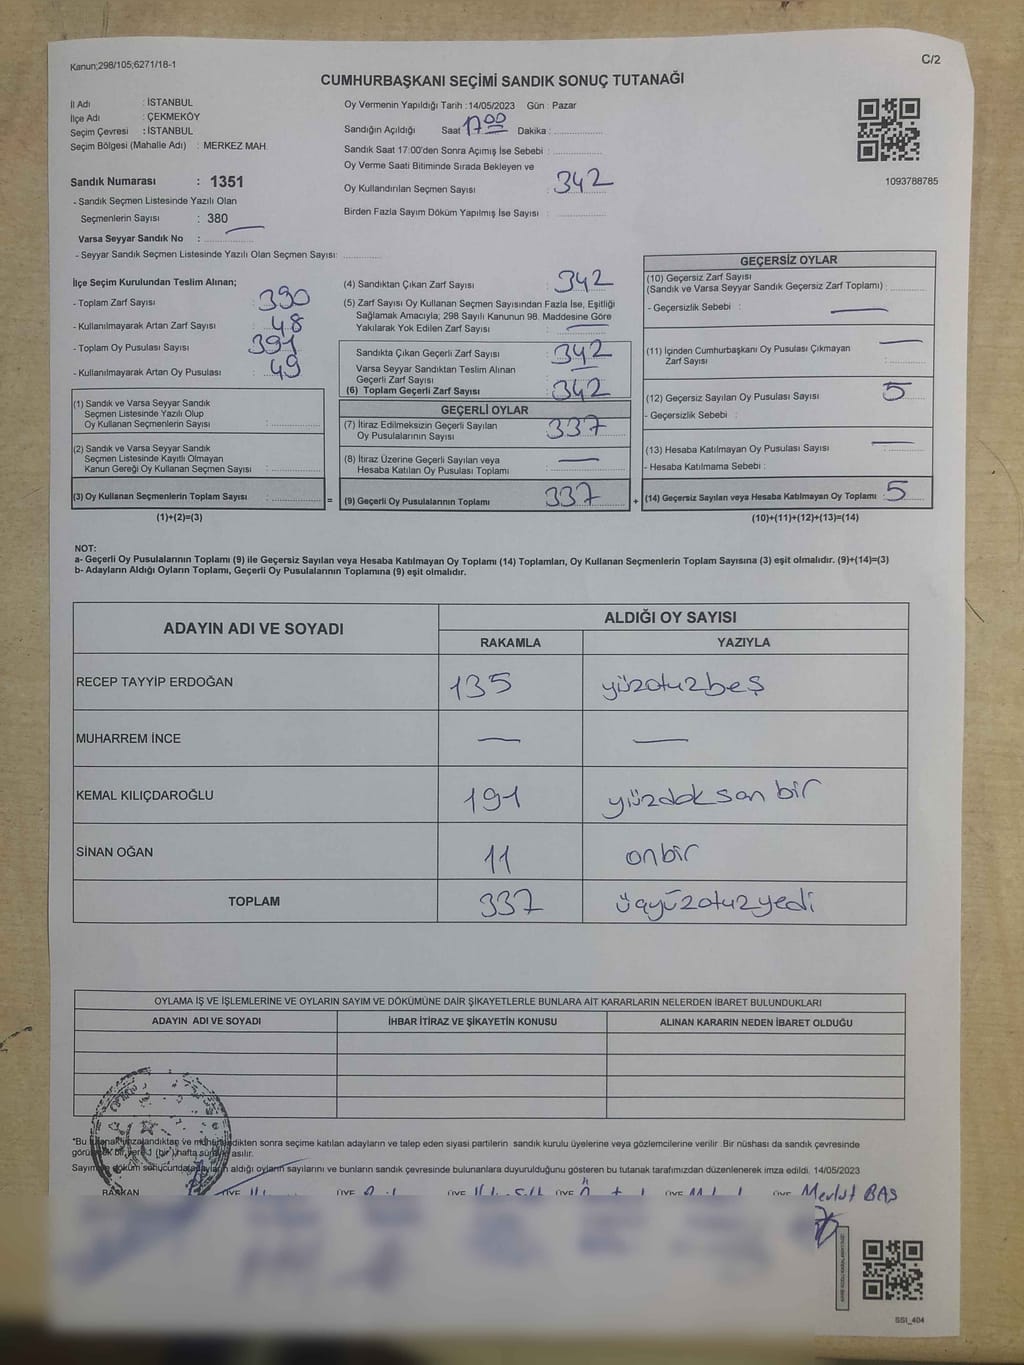 Kanun;298/105;6271/18-1
C/2
CUMHURBAŞKANI SEÇİMİ SANDIK SONUÇ TUTANAĞI
İl Adı : İSTANBUL
İlçe Adı : ÇEKMEKÖY
Seçim Çevresi : İSTANBUL
Seçim Bölgesi (Mahalle Adı) : MERKEZ MAH.
Sandık Numarası : 1351
- Sandık Seçmen Listesinde Yazılı Olan
Seçmenlerin Sayısı : 380
Varsa Seyyar Sandık No : —
- Seyyar Sandık Seçmen Listesinde Yazılı Olan Seçmen Sayısı: ................
Oy Vermenin Yapıldığı Tarih :14/05/2023 Gün : Pazar
Sandığın Açıldığı Saat 17:00 Dakika : ................
Sandık Saat 17:00'den Sonra Açımış İse Sebebi : ................
Oy Verme Saati Bitiminde Sırada Bekleyen ve
Oy Kullandırılan Seçmen Sayısı : 342
Birden Fazla Sayım Döküm Yapılmış İse Sayısı : ................
1093788785
İlçe Seçim Kurulundan Teslim Alınan;
- Toplam Zarf Sayısı : 390
- Kullanılmayarak Artan Zarf Sayısı : 48
- Toplam Oy Pusulası Sayısı : 391
- Kullanılmayarak Artan Oy Pusulası : 49
(1) Sandık ve Varsa Seyyar Sandık
Seçmen Listesinde Yazılı Olup
Oy Kullanan Seçmenlerin Sayısı : ................
(2) Sandık ve Varsa Seyyar Sandık
Seçmen Listesinde Kayıtlı Olmayan
Kanun Gereği Oy Kullanan Seçmen Sayısı : ................
(3) Oy Kullanan Seçmenlerin Toplam Sayısı : ................
(1)+(2)=(3)
=
(4) Sandıktan Çıkan Zarf Sayısı : 342
(5) Zarf Sayısı Oy Kullanan Seçmen Sayısından Fazla İse, Eşitliği
Sağlamak Amacıyla; 298 Sayılı Kanunun 98. Maddesine Göre
Yakılarak Yok Edilen Zarf Sayısı : —
Sandıkta Çıkan Geçerli Zarf Sayısı : 342
Varsa Seyyar Sandıktan Teslim Alınan
Geçerli Zarf Sayısı : —
(6) Toplam Geçerli Zarf Sayısı : 342
GEÇERLİ OYLAR
(7) İtiraz Edilmeksizin Geçerli Sayılan
Oy Pusulalarının Sayısı : 337
(8) İtiraz Üzerine Geçerli Sayılan veya
Hesaba Katılan Oy Pusulası Toplamı : —
(9) Geçerli Oy Pusulalarının Toplamı : 337
+
GEÇERSİZ OYLAR
(10) Geçersiz Zarf Sayısı
(Sandık ve Varsa Seyyar Sandık Geçersiz Zarf Toplamı) : ................
- Geçersizlik Sebebi : —
(11) İçinden Cumhurbaşkanı Oy Pusulası Çıkmayan —
Zarf Sayısı : ................
(12) Geçersiz Sayılan Oy Pusulası Sayısı : 5
- Geçersizlik Sebebi :
(13) Hesaba Katılmayan Oy Pusulası Sayısı : —
- Hesaba Katılmama Sebebi :
(14) Geçersiz Sayılan veya Hesaba Katılmayan Oy Toplamı : 5
(10)+(11)+(12)+(13)=(14)
NOT:
a- Geçerli Oy Pusulalarının Toplamı (9) ile Geçersiz Sayılan veya Hesaba Katılmayan Oy Toplamı (14) Toplamları, Oy Kullanan Seçmenlerin Toplam Sayısına (3) eşit olmalıdır. (9)+(14)=(3)
b- Adayların Aldığı Oyların Toplamı, Geçerli Oy Pusulalarının Toplamına (9) eşit olmalıdır.
ADAYIN ADI VE SOYADI
ALDIĞI OY SAYISI
RAKAMLA YAZIYLA
RECEP TAYYİP ERDOĞAN 135 yüzotuzbeş
MUHARREM İNCE — —
KEMAL KILIÇDAROĞLU 191 yüzdoksan bir
SİNAN OĞAN 11 onbir
TOPLAM 337 üçyüzotuzyedi
OYLAMA İŞ VE İŞLEMLERİNE VE OYLARIN SAYIM VE DÖKÜMÜNE DAİR ŞİKAYETLERLE BUNLARA AİT KARARLARIN NELERDEN İBARET BULUNDUKLARI
ADAYIN ADI VE SOYADI İHBAR İTİRAZ VE ŞİKAYETİN KONUSU ALINAN KARARIN NEDEN İBARET OLDUĞU
*Bu tutanak imzalandıktan ve mühürlendikten sonra seçime katılan adayların ve talep eden siyasi partilerin sandık kurulu üyelerine veya gözlemcilerine verilir. Bir nüshası da sandık çevresinde
görülecek bir yere 1 (bir) hafta süreyle asılır.
Sayım ve döküm sonucunda adayların aldığı oyların sayılarını ve bunların sandık çevresinde bulunanlara duyurulduğunu gösteren bu tutanak tarafımızdan düzenlenerek imza edildi. 14/05/2023
BAŞKAN ÜYE ÜYE ÜYE ÜYE ÜYE ÜYE Mevlut BAŞ
SSI_404